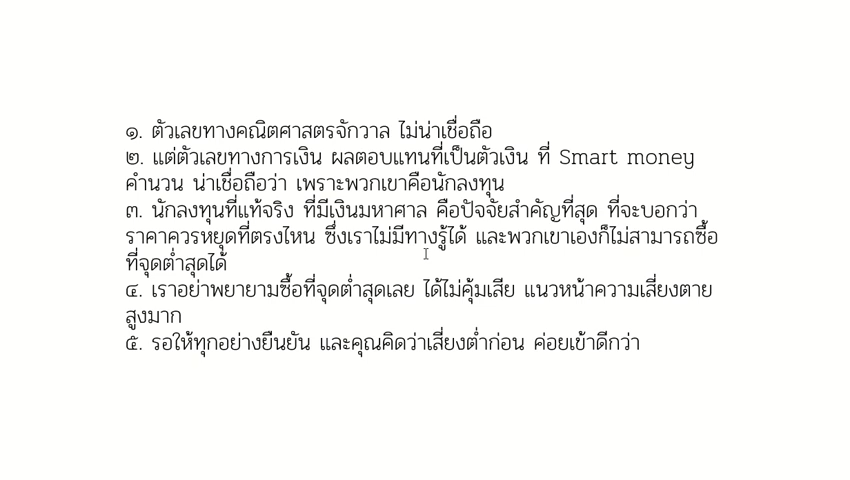 ๑. ตัวเลขทางคณิตศาสตรจักวาล ไม่น่าเชื่อถือ
๒. แต่ตัวเลขทางการเงิน ผลตอบแทนที่เป็นตัวเงิน ที่ Smart money
คำนวน น่าเชื่อถือว่า เพราะพวกเขาคือนักลงทุน
๓. นักลงทุนที่แท้จริง ที่มีเงินมหาศาล คือปัจจัยสำคัญที่สุด ที่จะบอกว่า
ราคาควรหยุดที่ตรงไหน ซึ่งเราไม่มีทางรู้ได้ และพวกเขาเองก็ไม่สามารถซื้อ
ที่จุดต่ำสุดได้
๔. เราอย่าพยายามซื้อที่จุดต่ำสุดเลย ได้ไม่คุ้มเสีย แนวหน้าความเสี่ยงตาย
สูงมาก
๕. รอให้ทุกอย่างยืนยัน และคุณคิดว่าเสี่ยงต่ำก่อน ค่อยเข้าดีกว่า